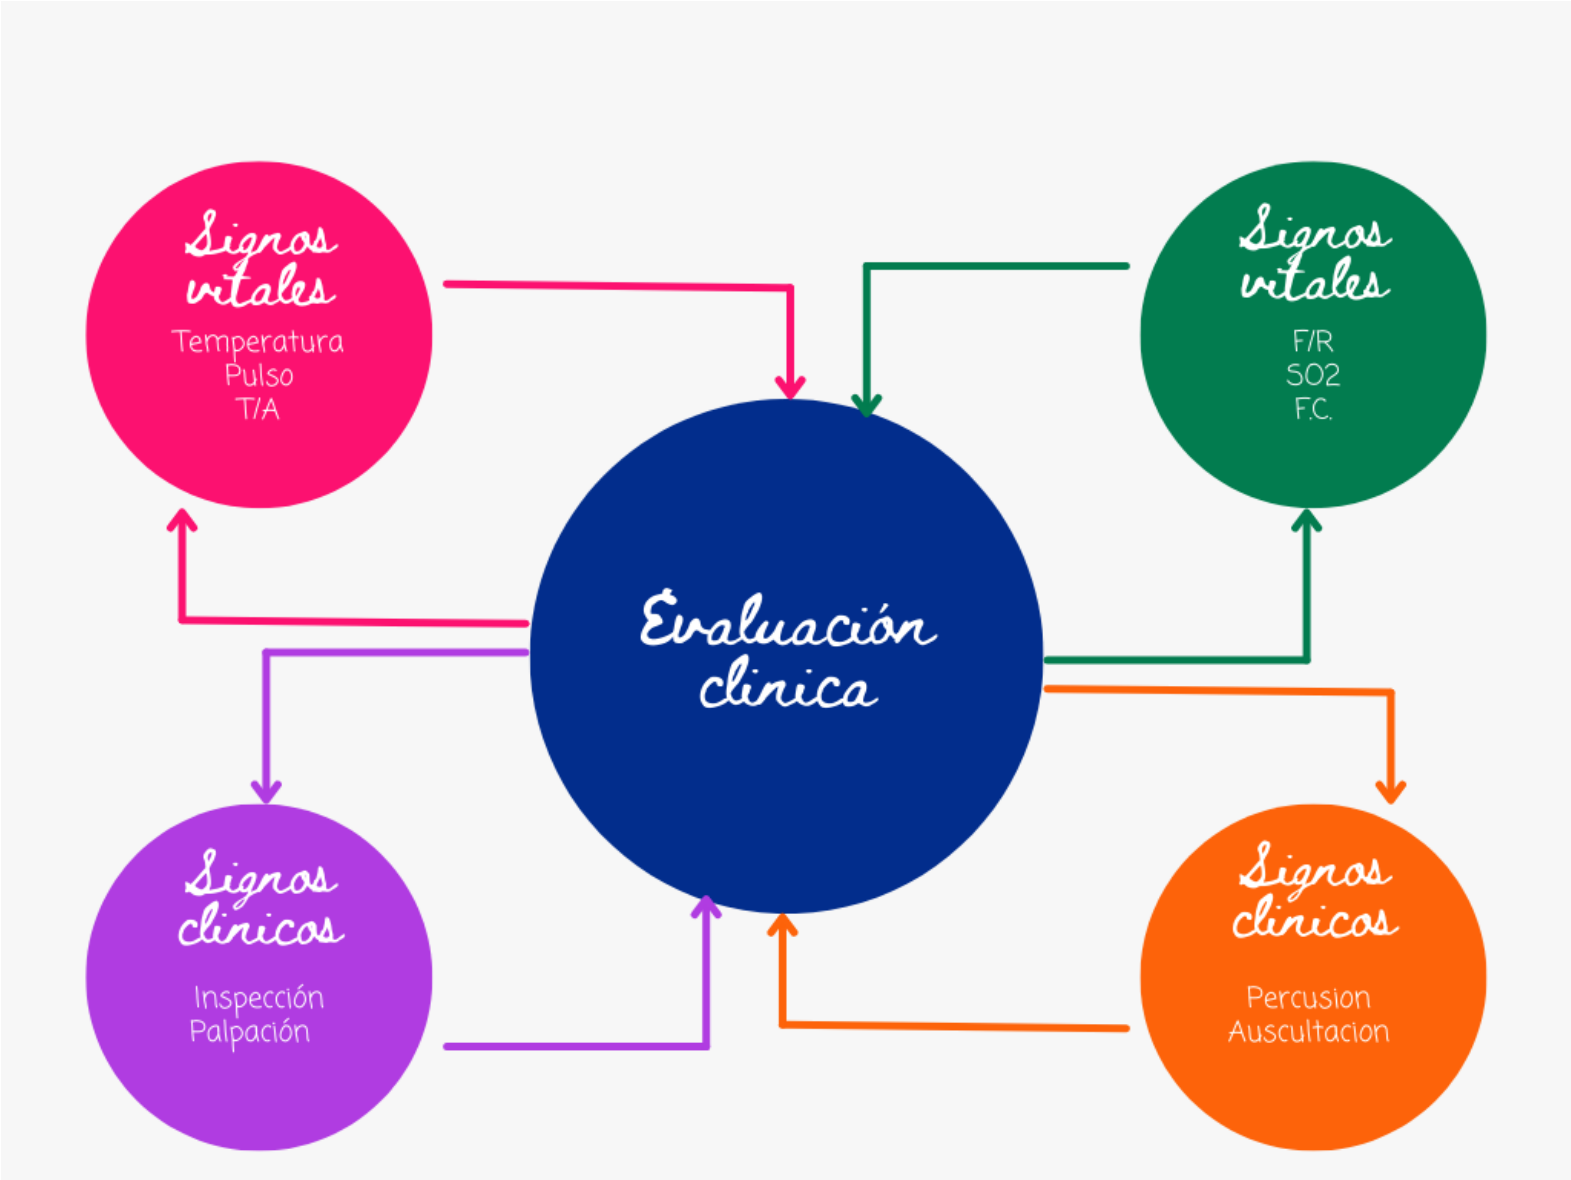 Signos
vitales
Temperatura
Pulso
T/A
Signos
vitales
F/R
SO2
F.C.
Evaluación
clinica
Signos
clinicos
Inspección
Palpación
Signos
clinicos
Percusion
Auscultacion